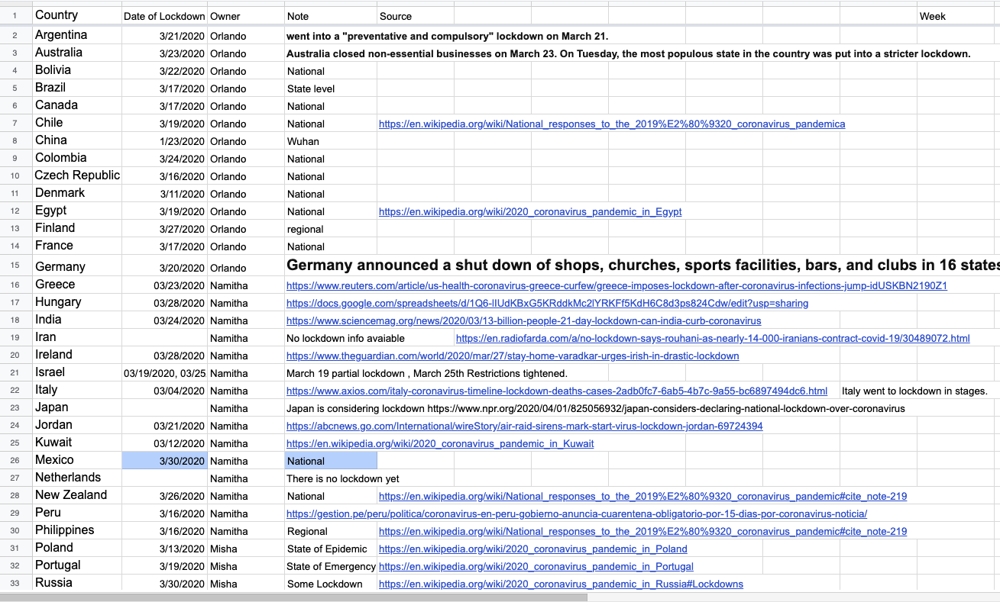 1 Country Date of Lockdown Owner Note Source Week
2 Argentina 3/21/2020 Orlando went into a "preventative and compulsory" lockdown on March 21.
3 Australia 3/23/2020 Orlando Australia closed non-essential businesses on March 23. On Tuesday, the most populous state in the country was put into a stricter lockdown.
4 Bolivia 3/22/2020 Orlando National
5 Brazil 3/17/2020 Orlando State level
6 Canada 3/17/2020 Orlando National
7 Chile 3/19/2020 Orlando National https://en.wikipedia.org/wiki/National_responses_to_the_2019%E2%80%9320_coronavirus_pandemica
8 China 1/23/2020 Orlando Wuhan
9 Colombia 3/24/2020 Orlando National
10 Czech Republic 3/16/2020 Orlando National
11 Denmark 3/11/2020 Orlando National
12 Egypt 3/19/2020 Orlando National https://en.wikipedia.org/wiki/2020_coronavirus_pandemic_in_Egypt
13 Finland 3/27/2020 Orlando regional
14 France 3/17/2020 Orlando National
15 Germany 3/20/2020 Orlando Germany announced a shut down of shops, churches, sports facilities, bars, and clubs in 16 states
16 Greece 03/23/2020 Namitha https://www.reuters.com/article/us-health-coronavirus-greece-curfew/greece-imposes-lockdown-after-coronavirus-infections-jump-idUSKBN2190Z1
17 Hungary 03/28/2020 Namitha https://docs.google.com/spreadsheets/d/1Q6-lIUdKBxG5KRddkMc2lYRKFf5KdH6C8d3ps824Cdw/edit?usp=sharing
18 India 03/24/2020 Namitha https://www.sciencemag.org/news/2020/03/13-billion-people-21-day-lockdown-can-india-curb-coronavirus
19 Iran Namitha No lockdown info avaiable https://en.radiofarda.com/a/no-lockdown-says-rouhani-as-nearly-14-000-iranians-contract-covid-19/30489072.html
20 Ireland 03/28/2020 Namitha https://www.theguardian.com/world/2020/mar/27/stay-home-varadkar-urges-irish-in-drastic-lockdown
21 Israel 03/19/2020, 03/25 Namitha March 19 partial lockdown , March 25th Restrictions tightened.
22 Italy 03/04/2020 Namitha https://www.axios.com/italy-coronavirus-timeline-lockdown-deaths-cases-2adb0fc7-6ab5-4b7c-9a55-bc6897494dc6.html Italy went to lockdown in stages.
23 Japan Namitha Japan is considering lockdown https://www.npr.org/2020/04/01/825056932/japan-considers-declaring-national-lockdown-over-coronavirus
24 Jordan 03/21/2020 Namitha https://abcnews.go.com/International/wireStory/air-raid-sirens-mark-start-virus-lockdown-jordan-69724394
25 Kuwait 03/12/2020 Namitha https://en.wikipedia.org/wiki/2020_coronavirus_pandemic_in_Kuwait
26 Mexico 3/30/2020 Namitha National
27 Netherlands Namitha There is no lockdown yet
28 New Zealand 3/26/2020 Namitha National https://en.wikipedia.org/wiki/National_responses_to_the_2019%E2%80%9320_coronavirus_pandemic#cite_note-219
29 Peru 3/16/2020 Namitha https://gestion.pe/peru/politica/coronavirus-en-peru-gobierno-anuncia-cuarentena-obligatorio-por-15-dias-por-coronavirus-noticia/
30 Philippines 3/16/2020 Namitha Regional https://en.wikipedia.org/wiki/National_responses_to_the_2019%E2%80%9320_coronavirus_pandemic#cite_note-219
31 Poland 3/13/2020 Misha State of Epidemic https://en.wikipedia.org/wiki/2020_coronavirus_pandemic_in_Poland
32 Portugal 3/19/2020 Misha State of Emergency https://en.wikipedia.org/wiki/2020_coronavirus_pandemic_in_Portugal
33 Russia 3/30/2020 Misha Some Lockdown https://en.wikipedia.org/wiki/2020_coronavirus_pandemic_in_Russia#Lockdowns